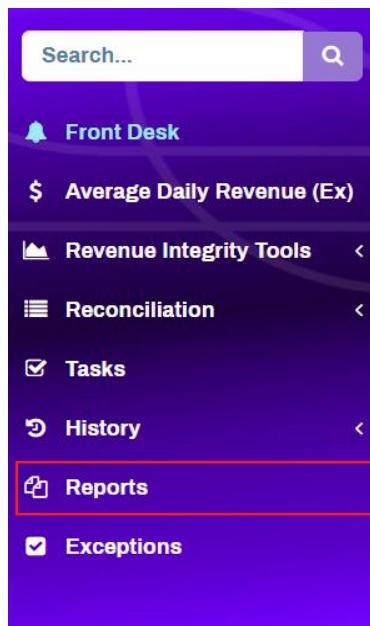 Search...
Front Desk
$ Average Daily Revenue (Ex)
Revenue Integrity Tools
Reconciliation
Tasks
History
Reports
Exceptions